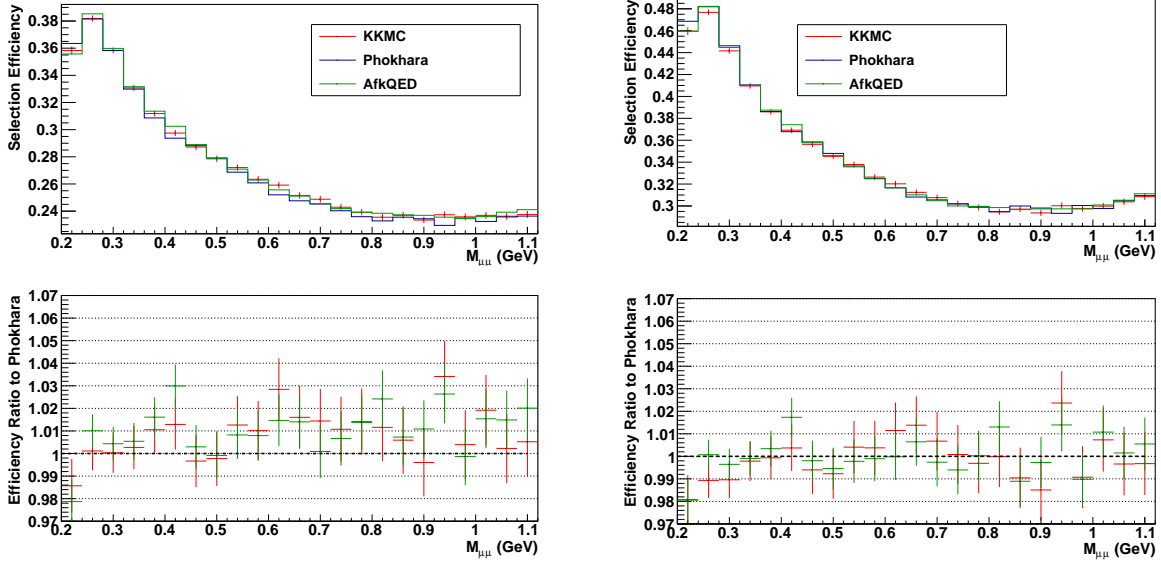 Selection Efficiency
0.38
0.36
0.34
0.32
0.3
0.28
0.26
0.24
KKMC
Phokhara
AfkQED
0.2 0.3 0.4 0.5 0.6 0.7 0.8 0.9 1 1.1
Mμμ (GeV)
Selection Efficiency
0.48
0.46
0.44
0.42
0.4
0.38
0.36
0.34
0.32
0.3
KKMC
Phokhara
AfkQED
0.2 0.3 0.4 0.5 0.6 0.7 0.8 0.9 1 1.1
Mμμ (GeV)
Efficiency Ratio to Phokhara
1.07
1.06
1.05
1.04
1.03
1.02
1.01
1
0.99
0.98
0.97
0.2 0.3 0.4 0.5 0.6 0.7 0.8 0.9 1 1.1
Mμμ (GeV)
Efficiency Ratio to Phokhara
1.07
1.06
1.05
1.04
1.03
1.02
1.01
1
0.99
0.98
0.97
0.2 0.3 0.4 0.5 0.6 0.7 0.8 0.9 1 1.1
Mμμ (GeV)